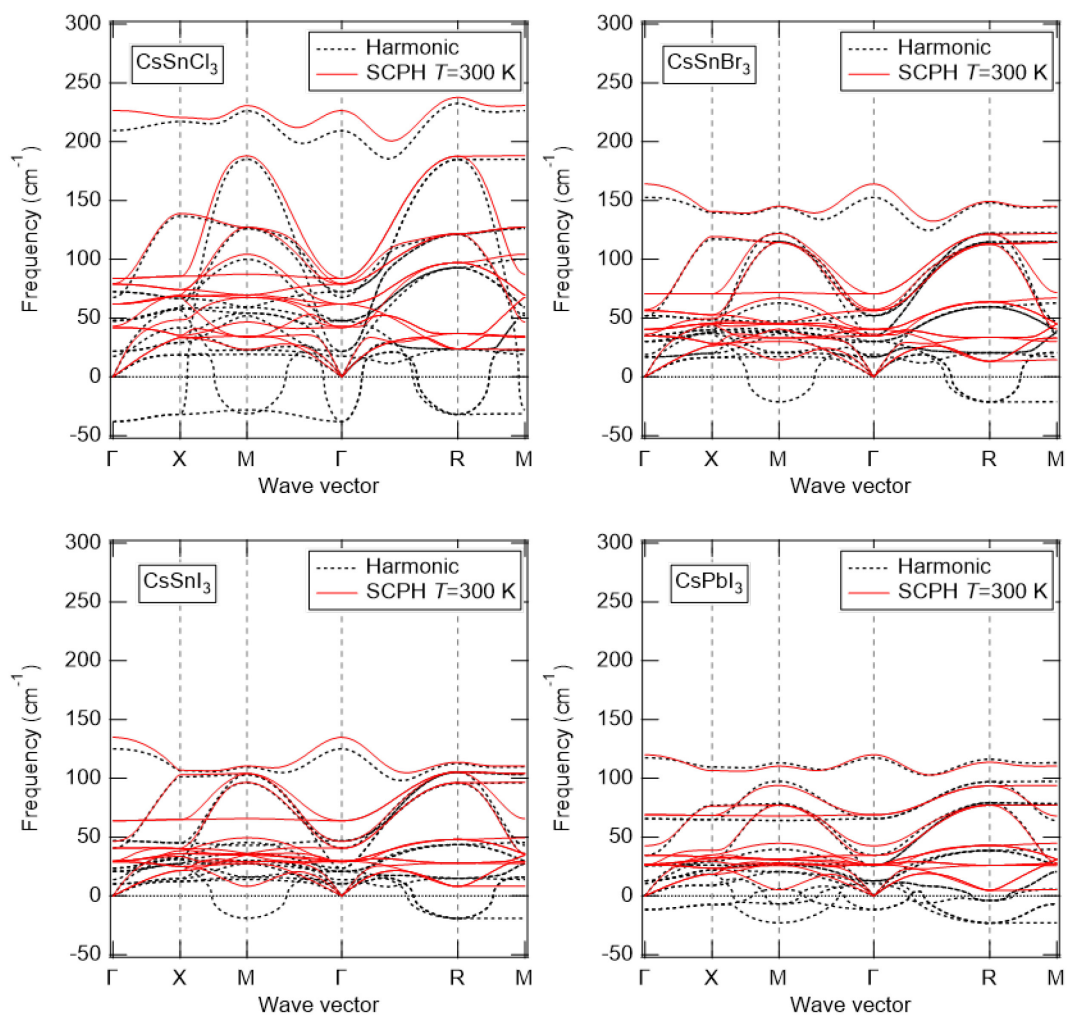 300
250
200
150
100
50
0
-50
Frequency (cm⁻¹)
CsSnCl₃
Harmonic
SCPH T=300 K
Γ X M Γ R M
Wave vector
300
250
200
150
100
50
0
-50
Frequency (cm⁻¹)
CsSnBr₃
Harmonic
SCPH T=300 K
Γ X M Γ R M
Wave vector
300
250
200
150
100
50
0
-50
Frequency (cm⁻¹)
CsSnI₃
Harmonic
SCPH T=300 K
Γ X M Γ R M
Wave vector
300
250
200
150
100
50
0
-50
Frequency (cm⁻¹)
CsPbI₃
Harmonic
SCPH T=300 K
Γ X M Γ R M
Wave vector